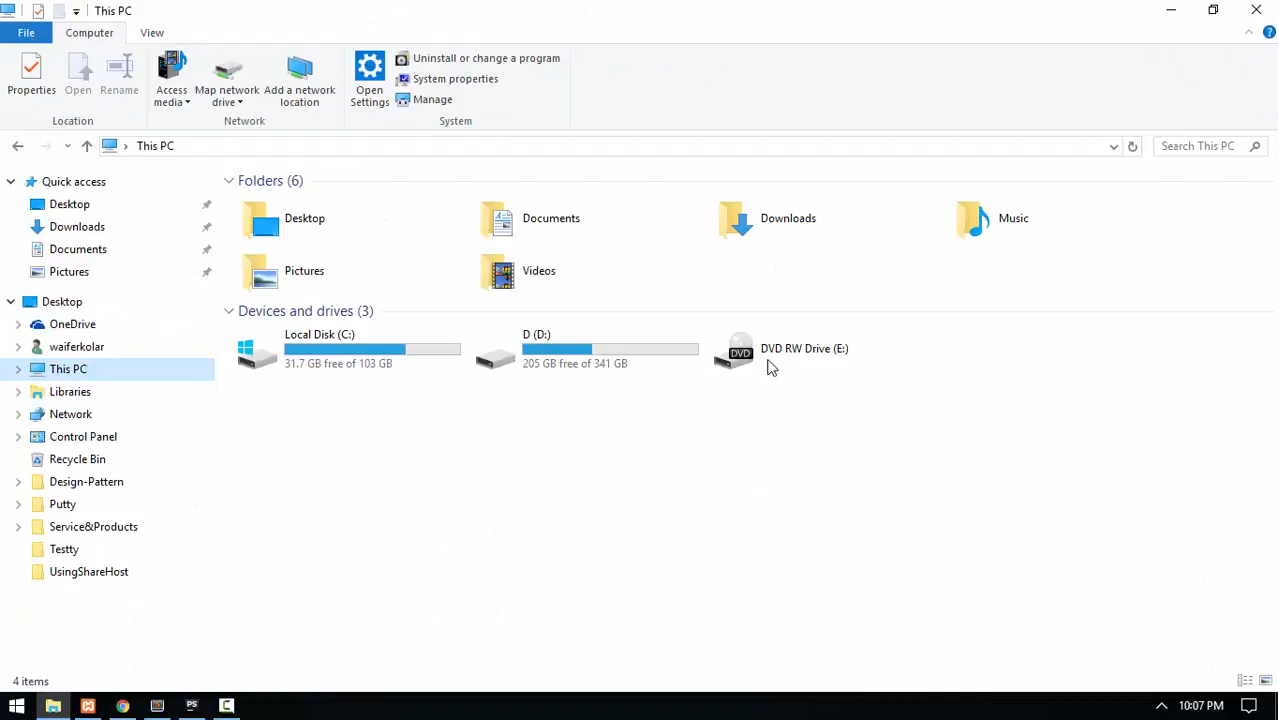 This PC
File
Computer
View
Properties
Open
Rename
Location
Access media
Map network drive
Add a network location
Network
Open Settings
Uninstall or change a program
System properties
Manage
System
This PC
Search This PC
Quick access
Desktop
Downloads
Documents
Pictures
Desktop
OneDrive
waiferkolar
This PC
Libraries
Network
Control Panel
Recycle Bin
Design-Pattern
Putty
Service&Products
Testty
UsingShareHost
Folders (6)
Desktop
Documents
Downloads
Music
Pictures
Videos
Devices and drives (3)
Local Disk (C:)
31.7 GB free of 103 GB
D (D:)
205 GB free of 341 GB
DVD
DVD RW Drive (E:)
4 items
PS
10:07 PM